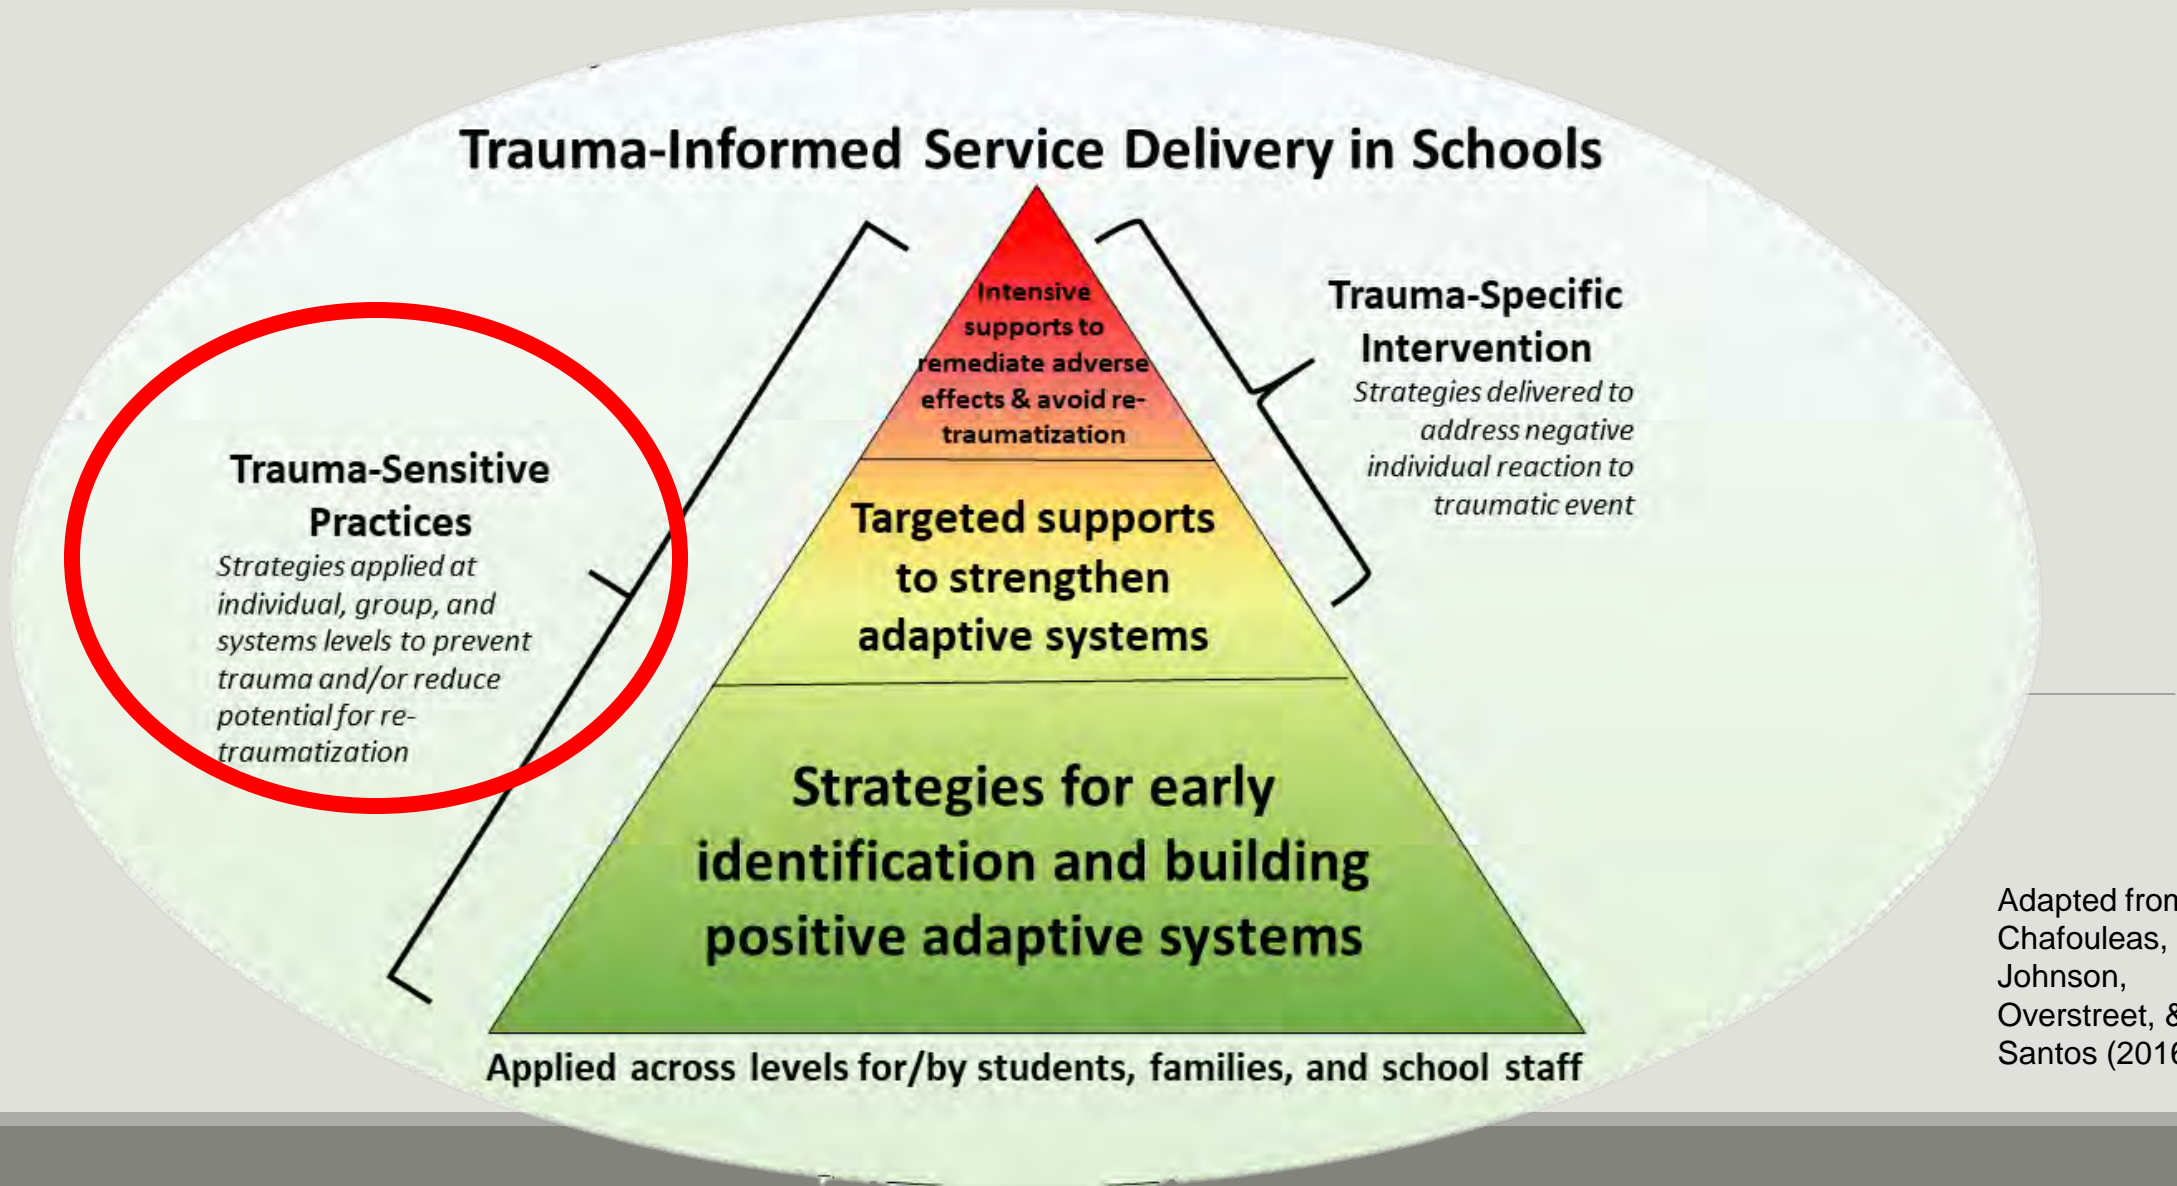 Trauma-Informed Service Delivery in Schools
Intensive
supports to
remediate adverse
effects & avoid re-
traumatization
Trauma-Specific
Intervention
Strategies delivered to
address negative
individual reaction to
traumatic event
Trauma-Sensitive
Practices
Strategies applied at
individual, group, and
systems levels to prevent
trauma and/or reduce
potential for re-
traumatization
Targeted supports
to strengthen
adaptive systems
Strategies for early
identification and building
positive adaptive systems
Applied across levels for/by students, families, and school staff
Adapted from
Chafouleas,
Johnson,
Overstreet, &
Santos (2016